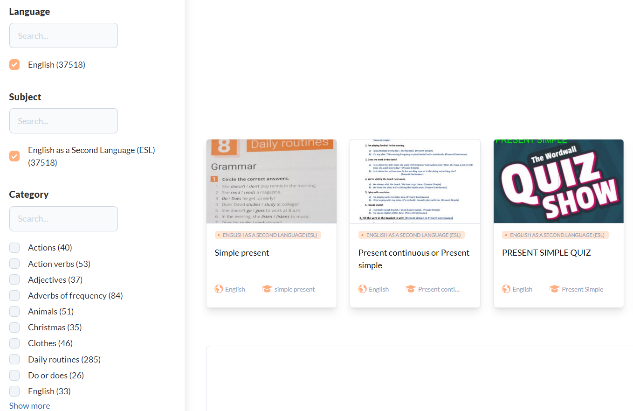 Language
Search...
English (37518)
Subject
Search...
English as a Second Language (ESL)
(37518)
Category
Search...
Actions (40)
Action verbs (53)
Adjectives (37)
Adverbs of frequency (84)
Animals (51)
Christmas (35)
Clothes (46)
Daily routines (285)
Do or does (26)
English (33)
Show more
8 Daily routines
Grammar
1 Circle the correct answers.
ENGLISH AS A SECOND LANGUAGE (ESL)
Simple present
English
simple present
ENGLISH AS A SECOND LANGUAGE (ESL)
Present continuous or Present
simple
English
Present conti...
PRESENT SIMPLE
The Wordwall
QUIZ
SHOW
ENGLISH AS A SECOND LANGUAGE (ESL)
PRESENT SIMPLE QUIZ
English
Present Simple